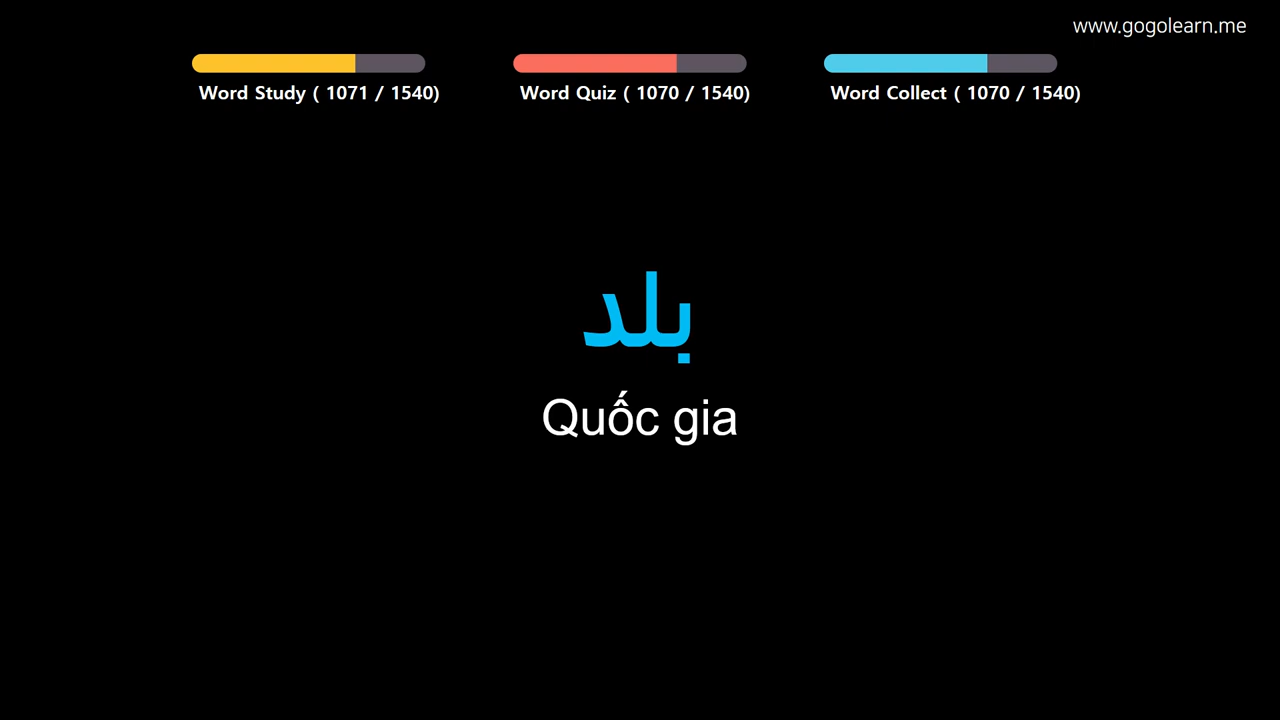 www.gogolearn.me
Word Study ( 1071 / 1540)
Word Quiz ( 1070 / 1540)
Word Collect ( 1070 / 1540)
بلد
Quốc gia